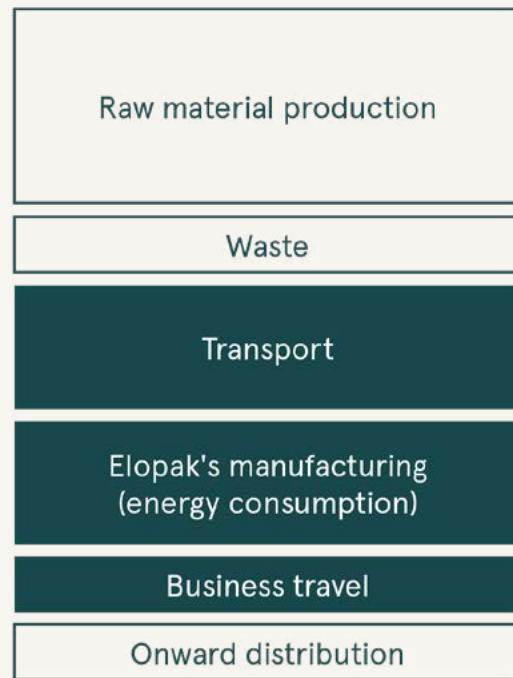 Raw material production
Waste
Transport
Elopak's manufacturing
(energy consumption)
Business travel
Onward distribution